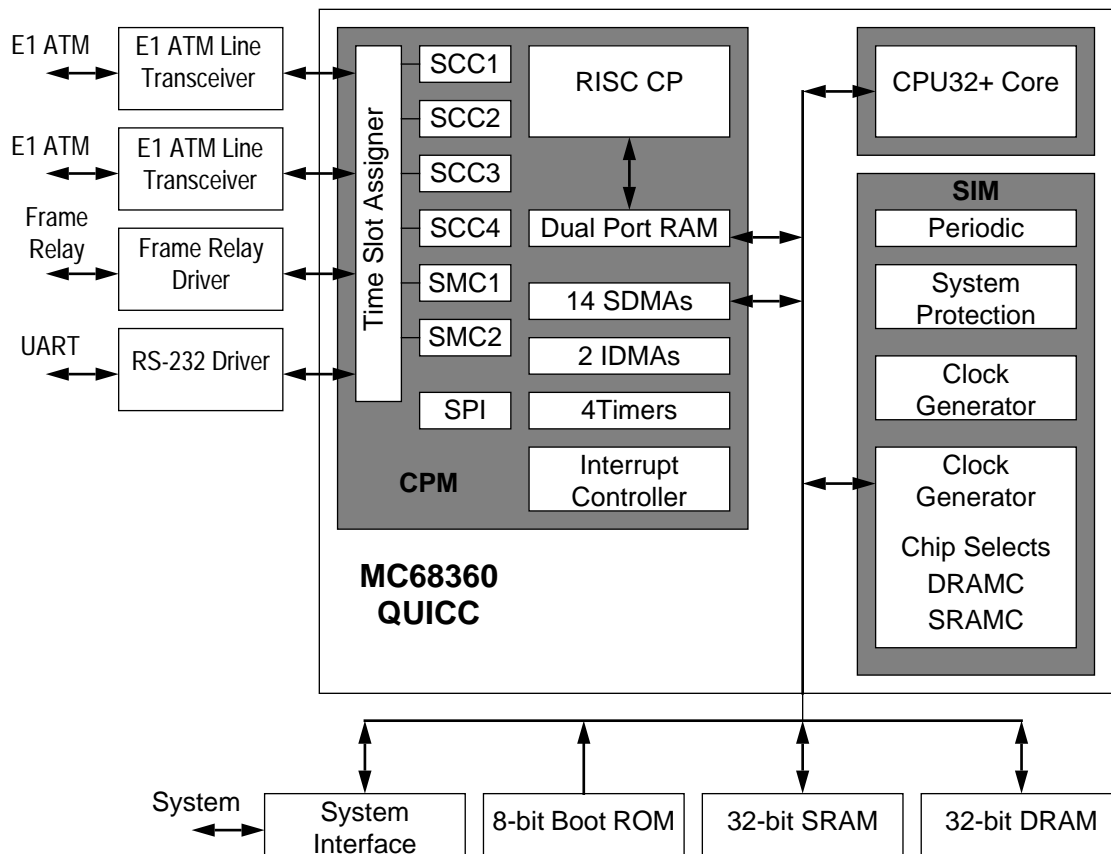 E1 ATM
E1 ATM Line
Transceiver
E1 ATM
E1 ATM Line
Transceiver
Frame
Relay
Frame Relay
Driver
UART
RS-232 Driver
Time Slot Assigner
SCC1
SCC2
SCC3
SCC4
SMC1
SMC2
SPI
CPM
RISC CP
Dual Port RAM
14 SDMAs
2 IDMAs
4Timers
Interrupt
Controller
MC68360
QUICC
CPU32+ Core
SIM
Periodic
System
Protection
Clock
Generator
Clock
Generator
Chip Selects
DRAMC
SRAMC
System
System
Interface
8-bit Boot ROM
32-bit SRAM
32-bit DRAM